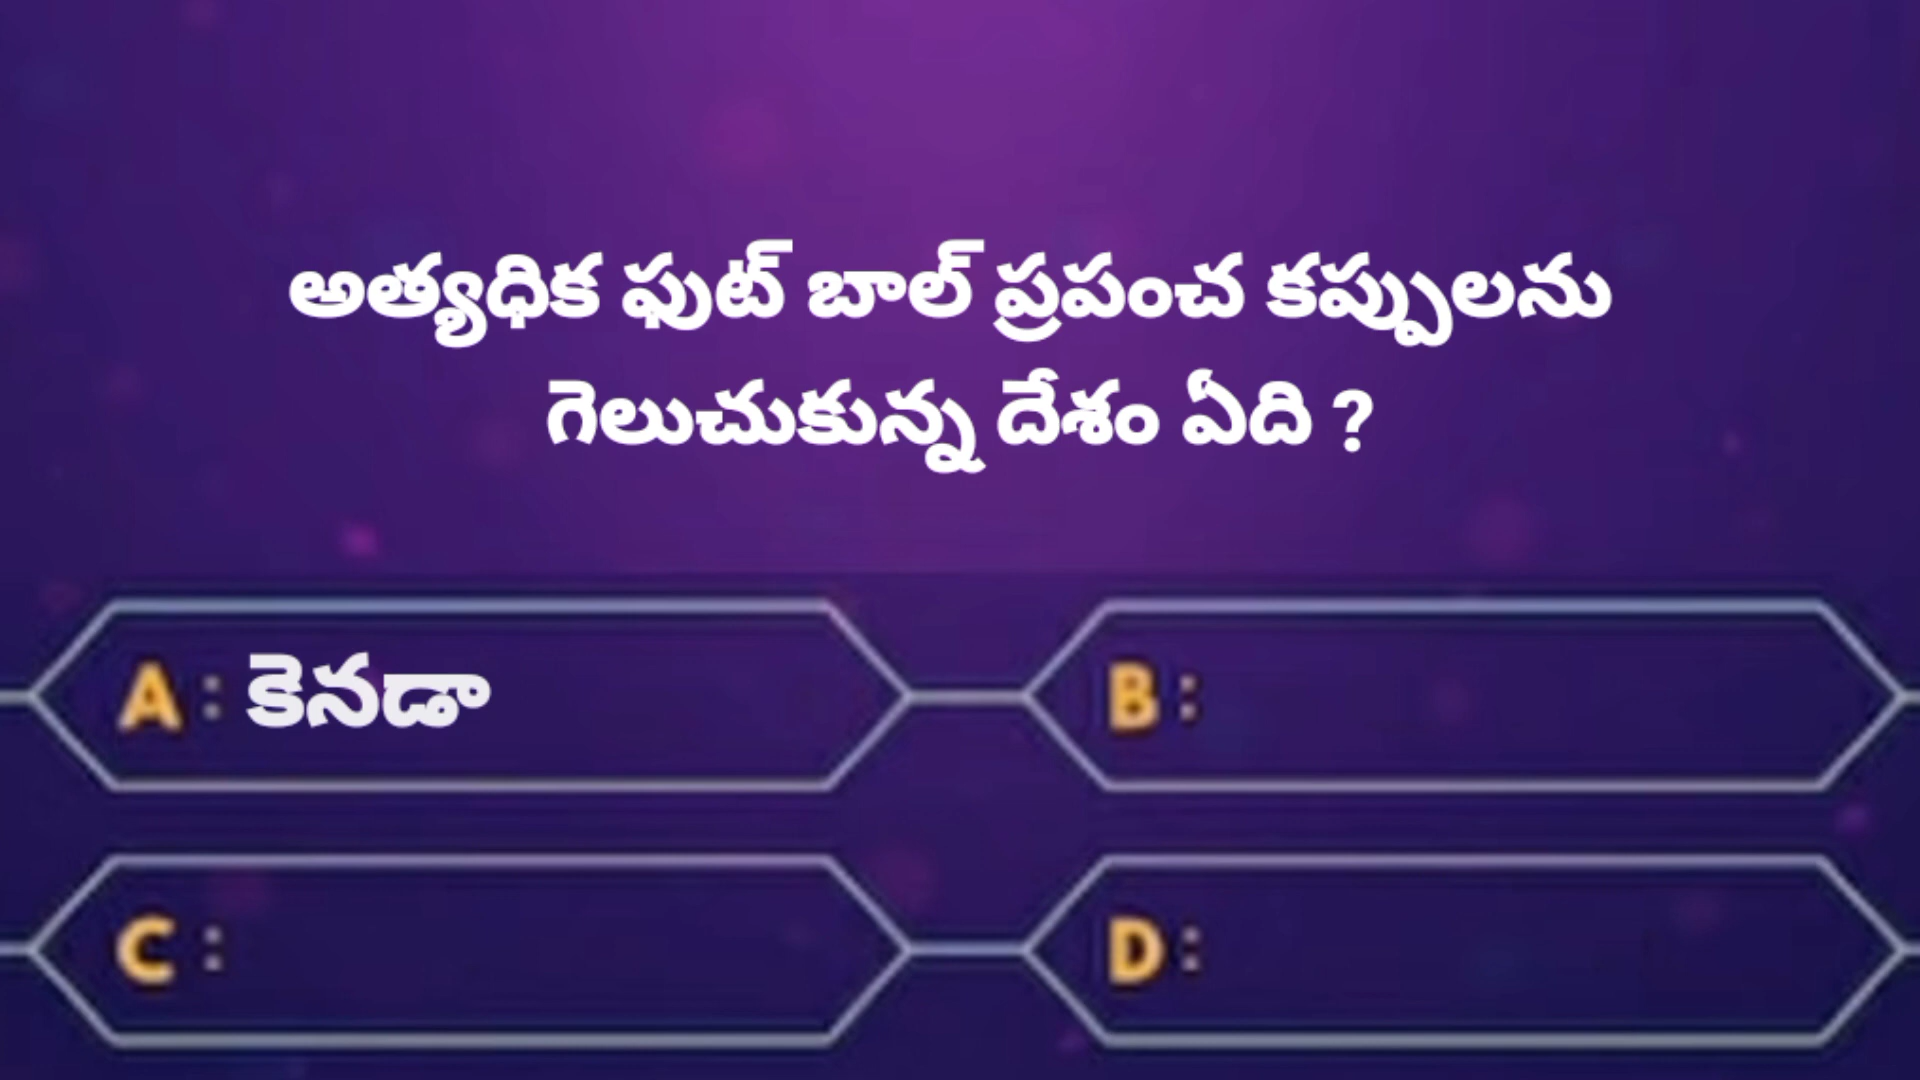 అత్యధిక ఫుట్ బాల్ ప్రపంచ కప్పులను
గెలుచుకున్న దేశం ఏది ?
A : కెనడా
B :
C :
D :